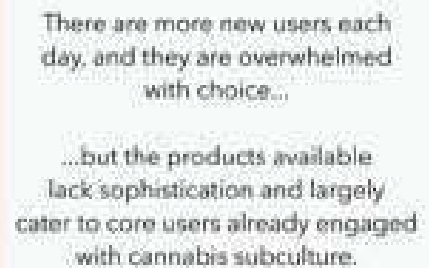 There are more new users each
day, and they are overwhelmed
with choice...
...but the products available
lack sophistication and largely
cater to core users already engaged
with cannabis subculture.